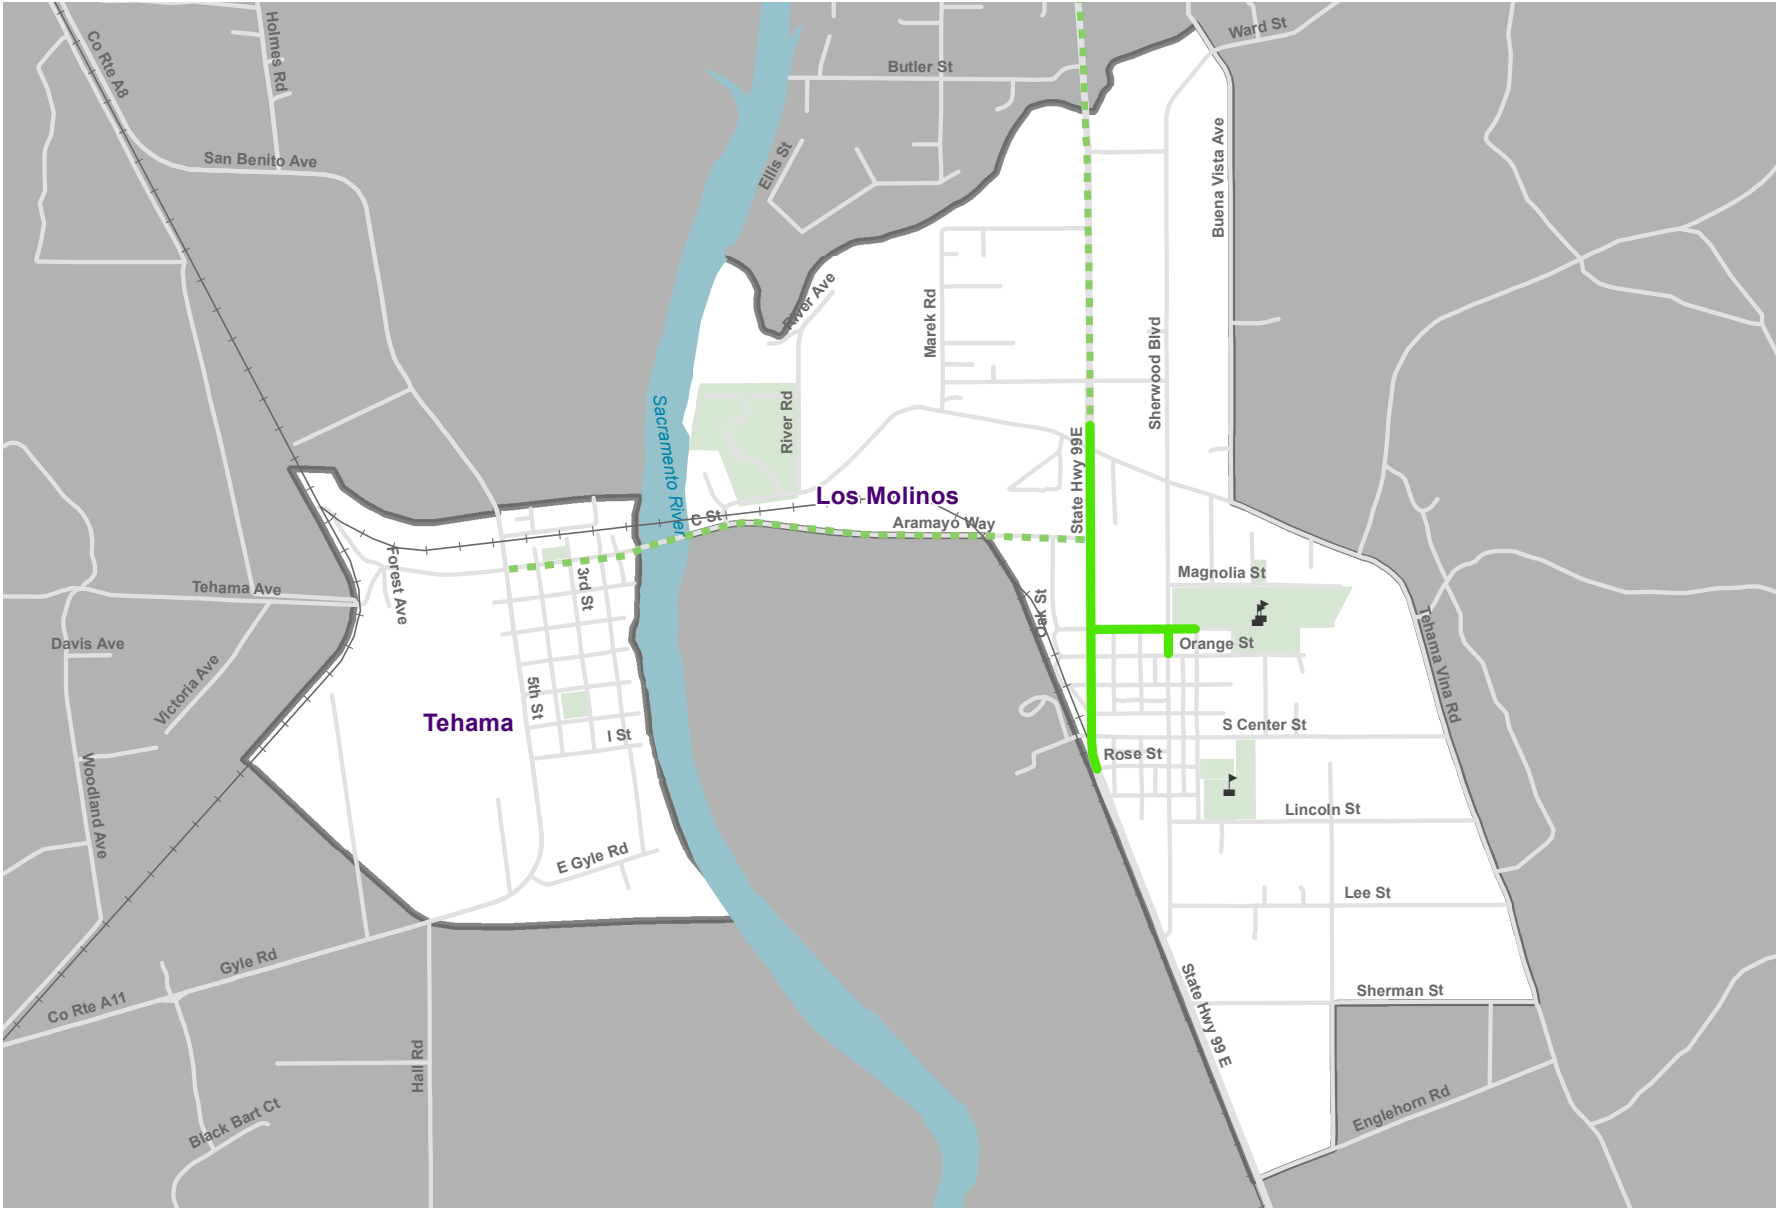 Ward St
Holmes Rd
Co Rte A8
Butler St
San Benito Ave
Ellis St
Buena Vista Ave
River Ave
Marek Rd
Sherwood Blvd
Sacramento River
River Rd
State Hwy 99E
Los Molinos
C St
Aramayo Way
Forest Ave
3rd St
Magnolia St
Tehama Ave
Oak St
Tehama Vina Rd
Davis Ave
Orange St
Victoria Ave
5th St
Tehama
I St
S Center St
Rose St
Woodland Ave
Lincoln St
E Gyle Rd
Lee St
Gyle Rd
Sherman St
Co Rte A11
State Hwy 99 E
Hall Rd
Englehorn Rd
Black Bart Ct